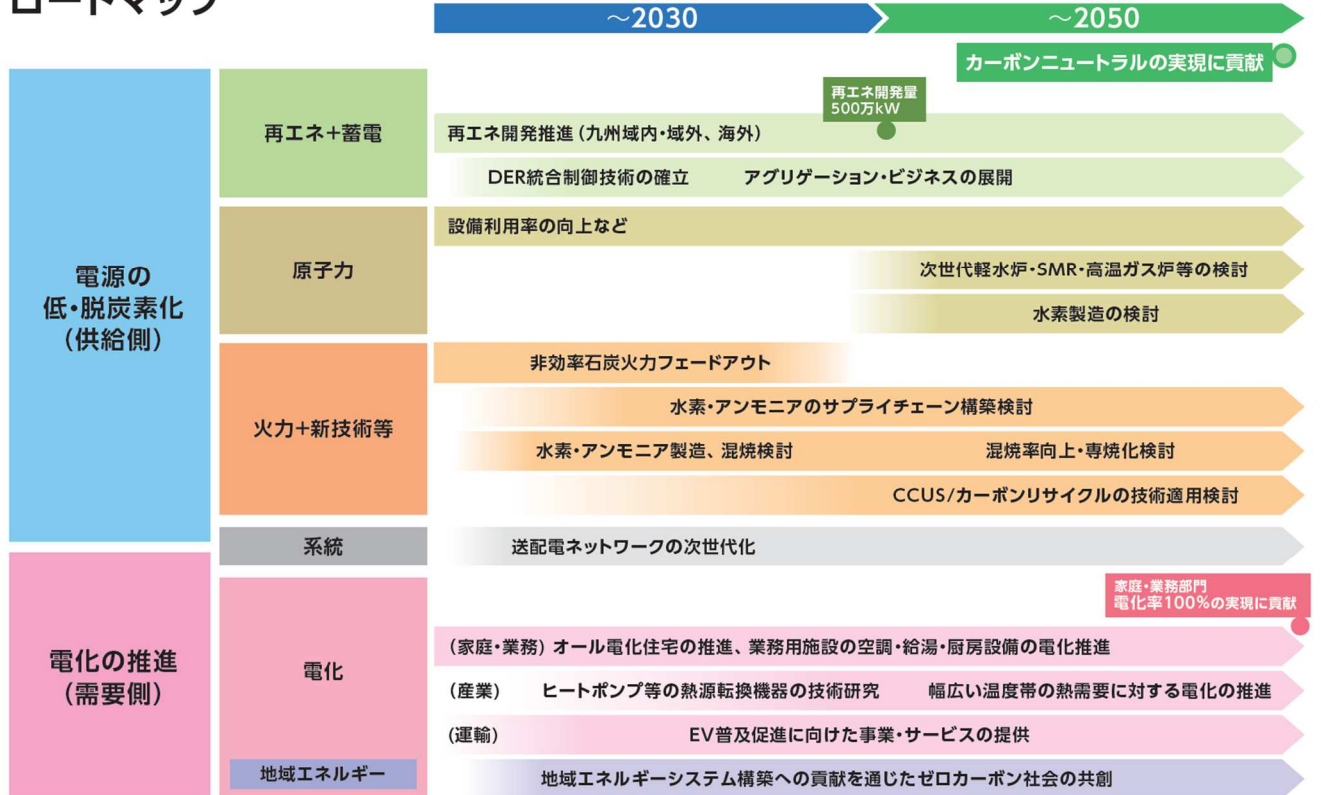 ロードマップ
～2030
～2050
カーボンニュートラルの実現に貢献
再エネ開発量
500万kW
電源の
低・脱炭素化
（供給側）
再エネ+蓄電
再エネ開発推進（九州域内・域外、海外）
DER統合制御技術の確立
アグリゲーション・ビジネスの展開
原子力
設備利用率の向上など
次世代軽水炉・SMR・高温ガス炉等の検討
水素製造の検討
火力+新技術等
非効率石炭火力フェードアウト
水素・アンモニアのサプライチェーン構築検討
水素・アンモニア製造、混焼検討
混焼率向上・専焼化検討
CCUS/カーボンリサイクルの技術適用検討
系統
送配電ネットワークの次世代化
家庭・業務部門
電化率100%の実現に貢献
電化の推進
（需要側）
電化
（家庭・業務）オール電化住宅の推進、業務用施設の空調・給湯・厨房設備の電化推進
（産業）
ヒートポンプ等の熱源転換機器の技術研究
幅広い温度帯の熱需要に対する電化の推進
（運輸）
EV普及促進に向けた事業・サービスの提供
地域エネルギー
地域エネルギーシステム構築への貢献を通じたゼロカーボン社会の共創